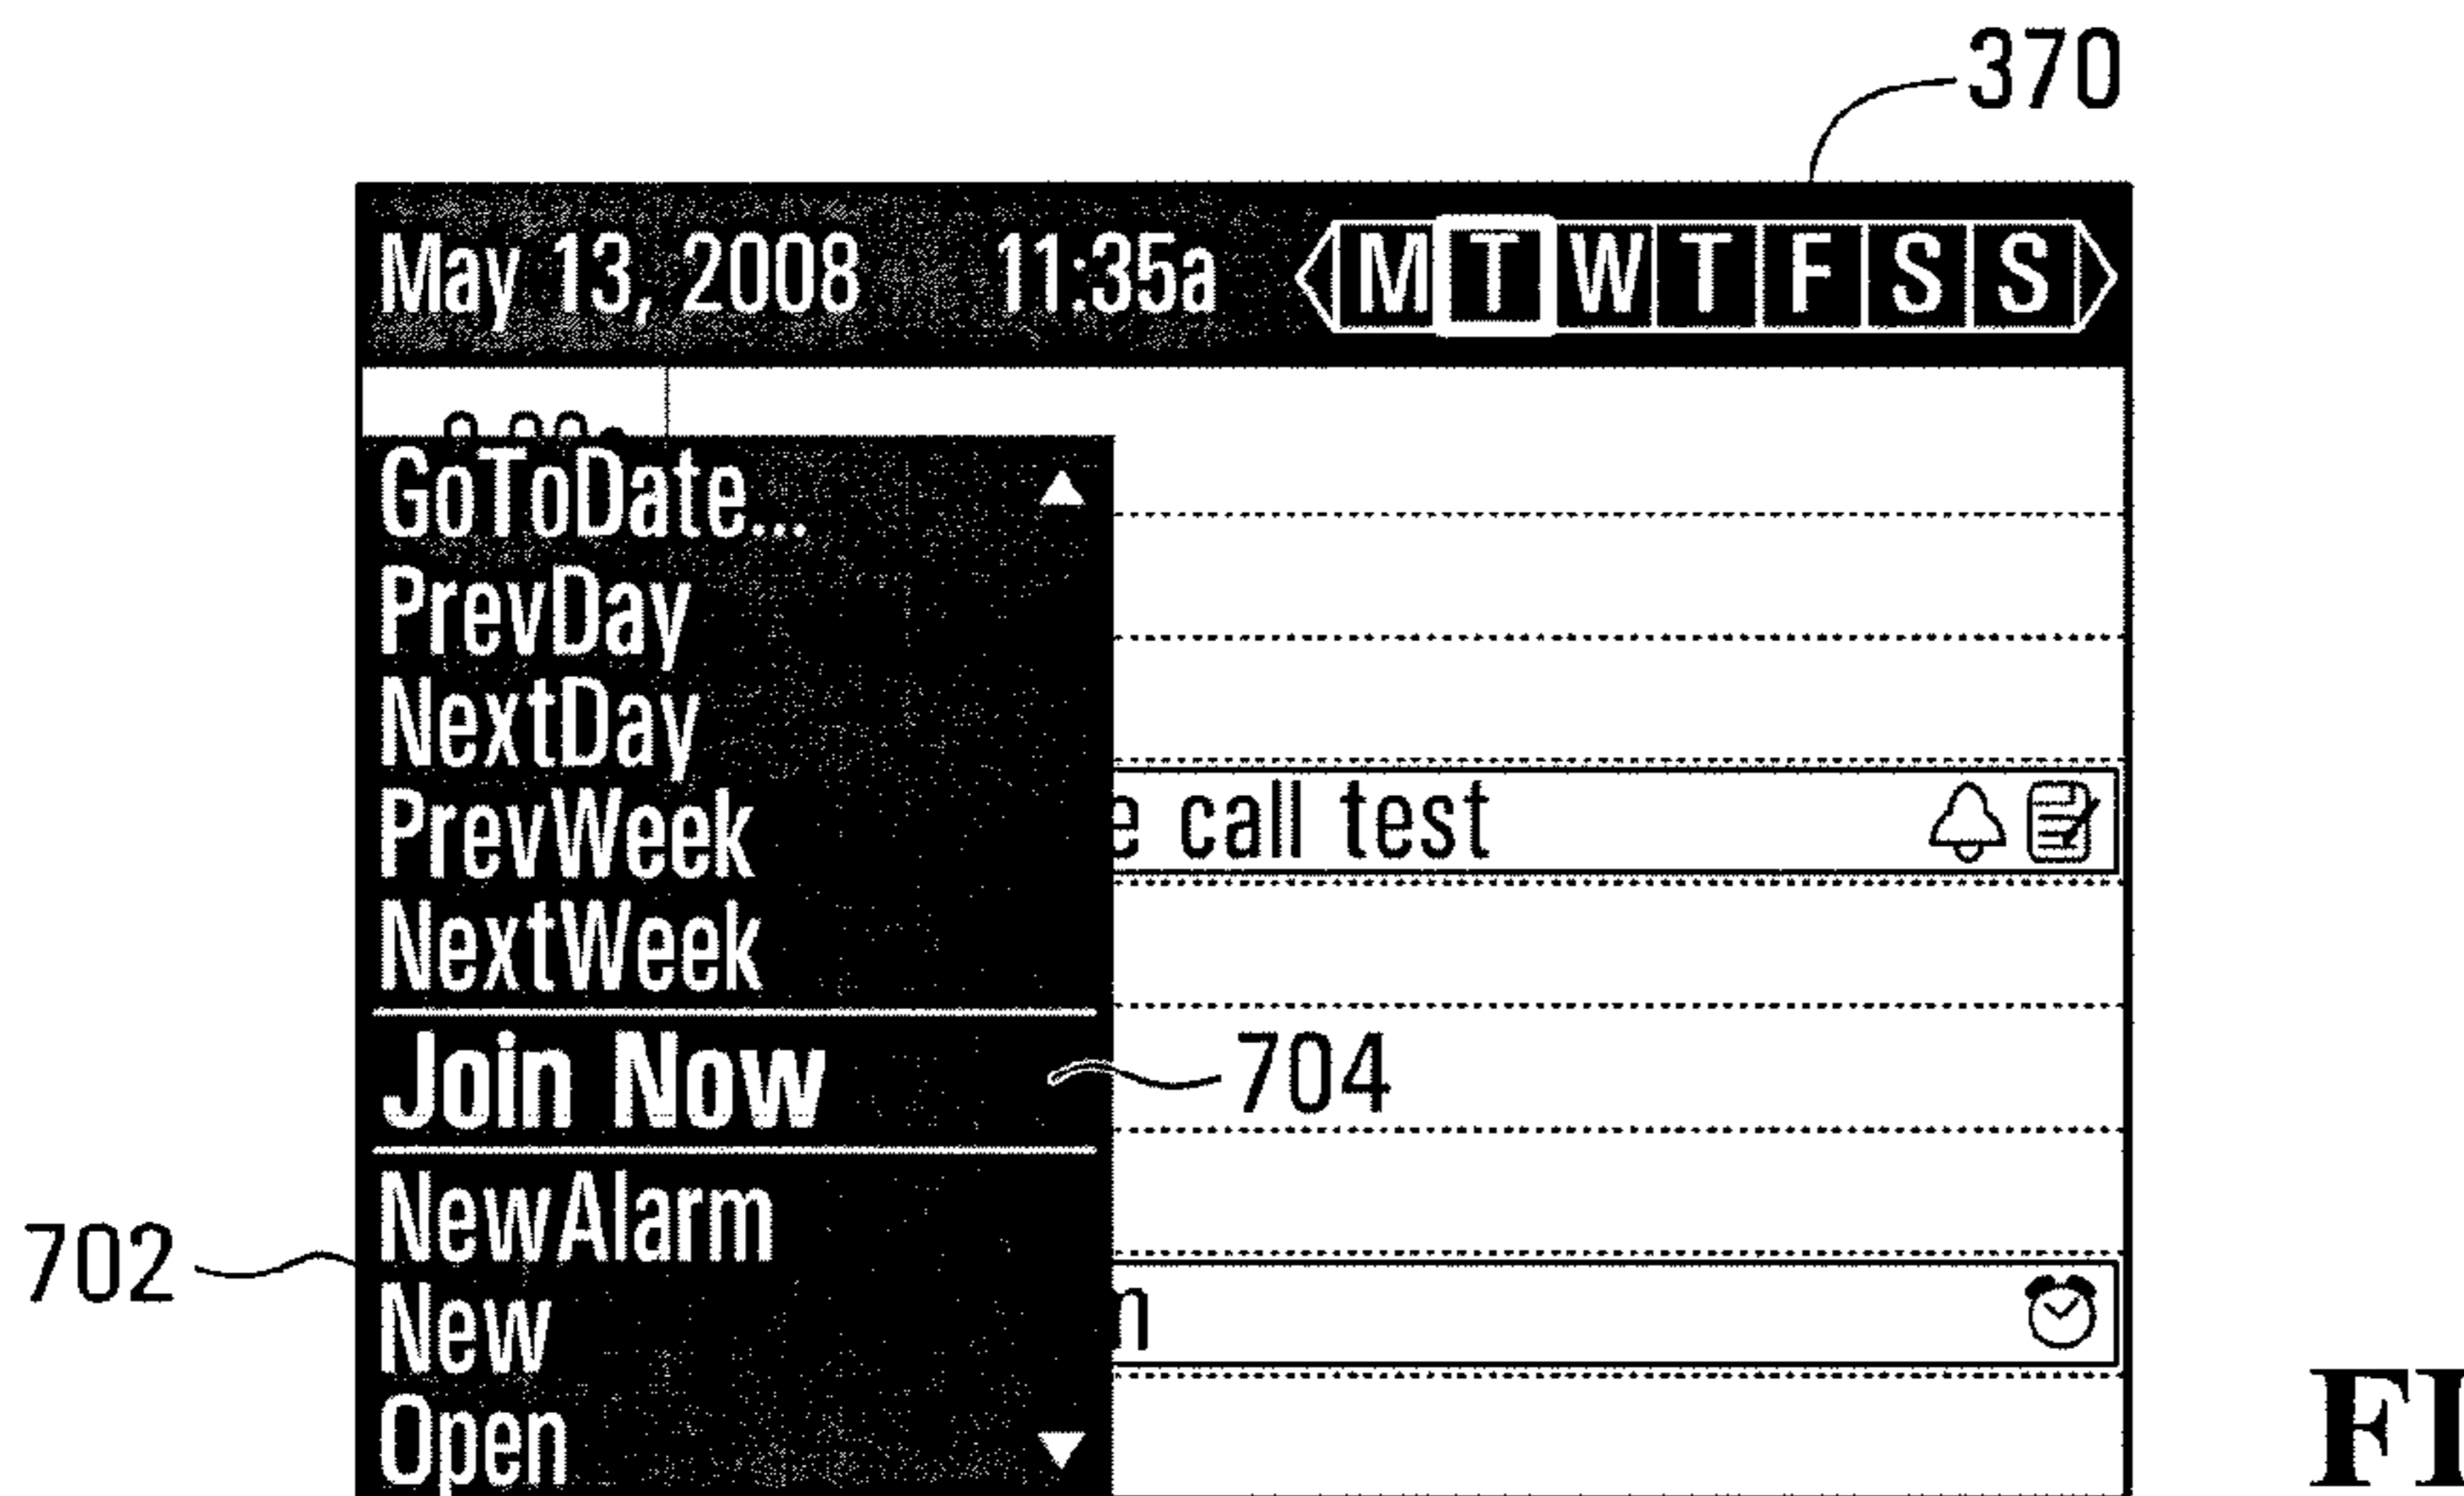 370
May 13, 2008 11:35a M T W T F S S
GoToDate...
PrevDay
NextDay
PrevWeek
e call test
NextWeek
Join Now
704
NewAlarm
702
New
n
Open
FI